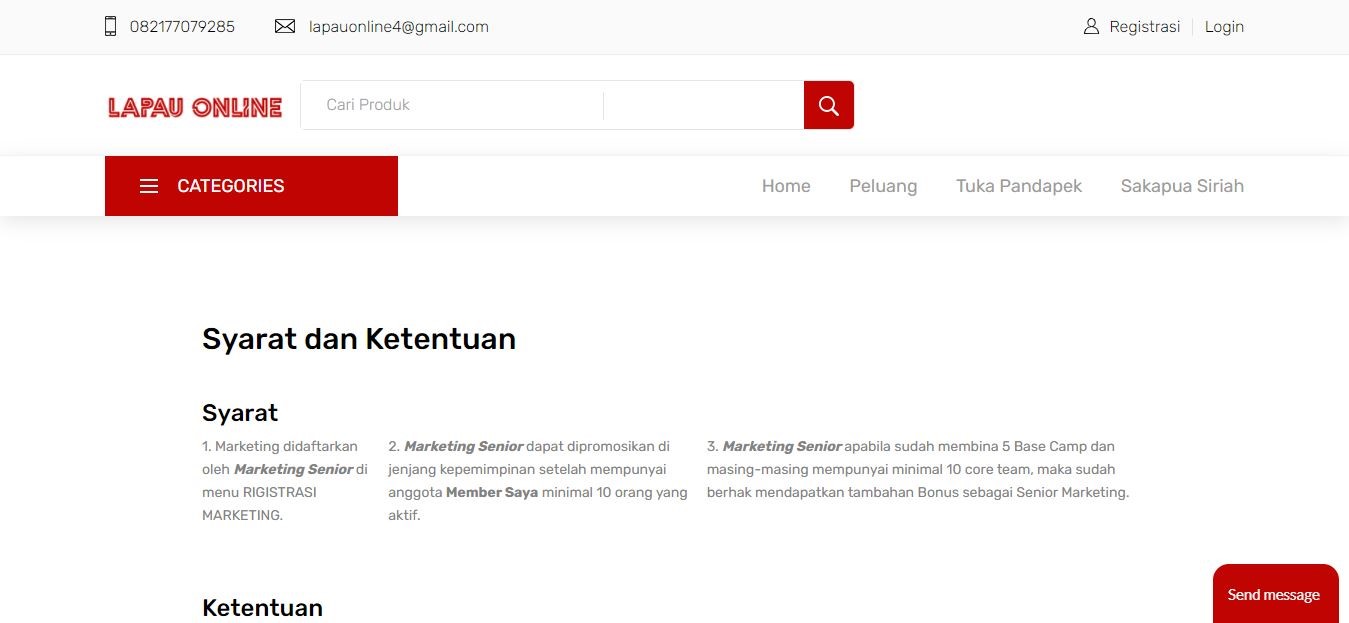 082177079285
lapauonline4@gmail.com
Registrasi
Login
LAPAU ONLINE
Cari Produk
CATEGORIES
Home
Peluang
Tuka Pandapek
Sakapua Siriah
Syarat dan Ketentuan
Syarat
1. Marketing didaftarkan
oleh Marketing Senior di
menu RIGISTRASI
MARKETING.
2. Marketing Senior dapat dipromosikan di
jenjang kepemimpinan setelah mempunyai
anggota Member Saya minimal 10 orang yang
aktif.
3. Marketing Senior apabila sudah membina 5 Base Camp dan
masing-masing mempunyai minimal 10 core team, maka sudah
berhak mendapatkan tambahan Bonus sebagai Senior Marketing.
Ketentuan
Send message